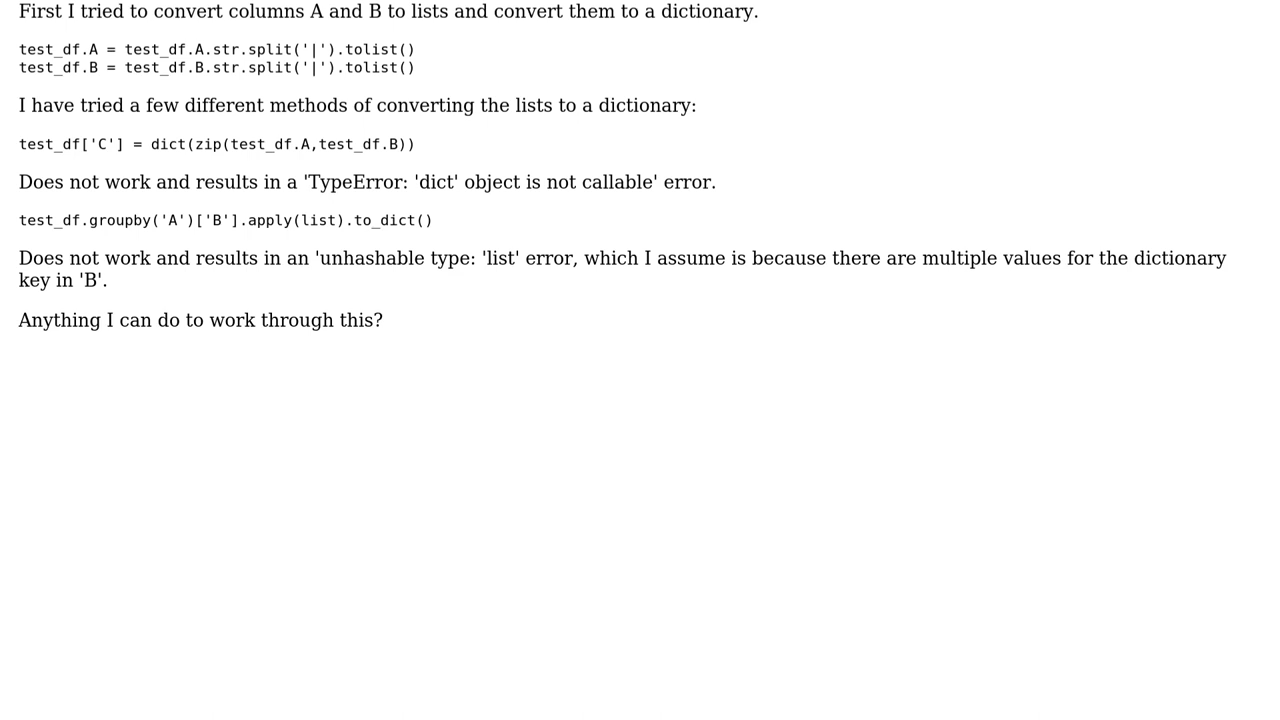 First I tried to convert columns A and B to lists and convert them to a dictionary.
test_df.A = test_df.A.str.split('|').tolist()
test_df.B = test_df.B.str.split('|').tolist()
I have tried a few different methods of converting the lists to a dictionary:
test_df['C'] = dict(zip(test_df.A,test_df.B))
Does not work and results in a 'TypeError: 'dict' object is not callable' error.
test_df.groupby('A')['B'].apply(list).to_dict()
Does not work and results in an 'unhashable type: 'list' error, which I assume is because there are multiple values for the dictionary
key in 'B'.
Anything I can do to work through this?